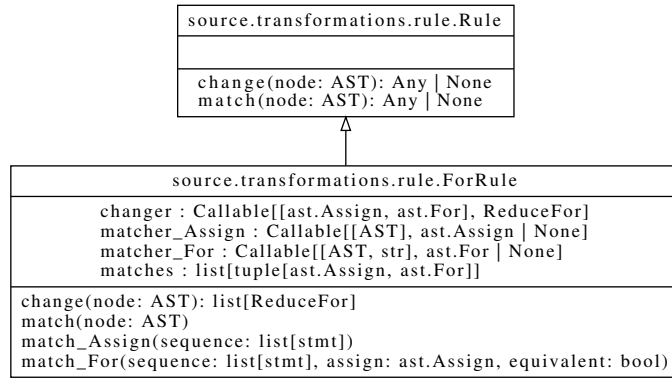 source.transformations.rule.Rule
change(node: AST): Any | None
match(node: AST): Any | None
source.transformations.rule.ForRule
changer : Callable[[ast.Assign, ast.For], ReduceFor]
matcher_Assign : Callable[[AST], ast.Assign | None]
matcher_For : Callable[[AST, str], ast.For | None]
matches : list[tuple[ast.Assign, ast.For]]
change(node: AST): list[ReduceFor]
match(node: AST)
match_Assign(sequence: list[stmt])
match_For(sequence: list[stmt], assign: ast.Assign, equivalent: bool)